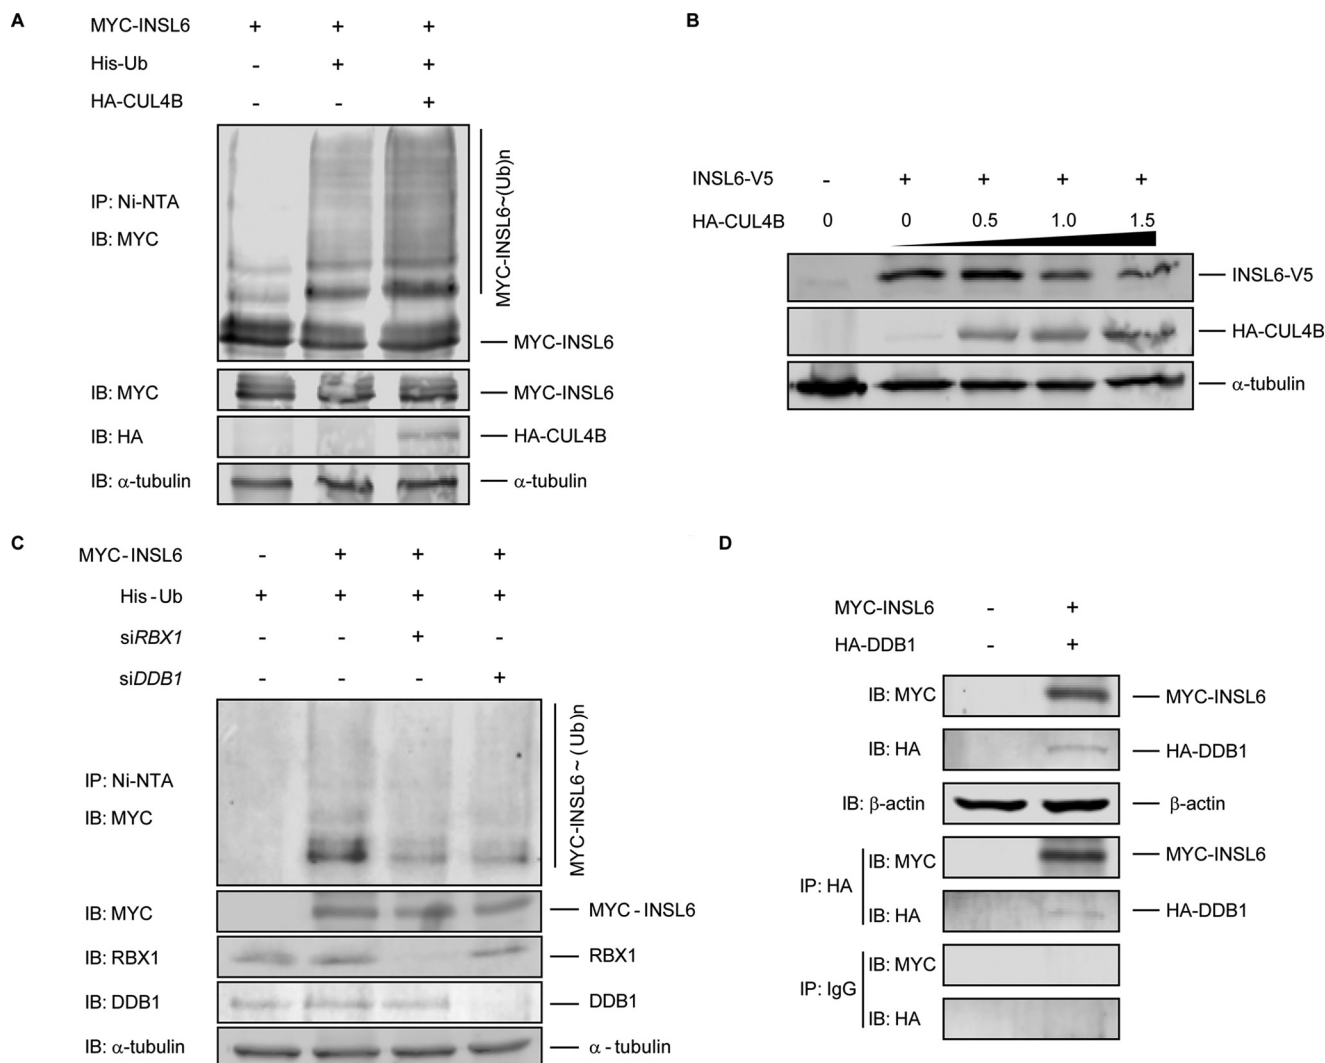 A
MYC-INSL6 + + +
His-Ub - + +
HA-CUL4B - - +
IP: Ni-NTA
IB: MYC
MYC-INSL6~(Ub)n
MYC-INSL6
IB: MYC MYC-INSL6
IB: HA HA-CUL4B
IB: α-tubulin α-tubulin
B
INSL6-V5 - + + + +
HA-CUL4B 0 0 0.5 1.0 1.5
INSL6-V5
HA-CUL4B
α-tubulin
C
MYC-INSL6 - + + +
His-Ub + + + +
siRBX1 - - + -
siDDB1 - - - +
IP: Ni-NTA
IB: MYC
MYC-INSL6 ~ (Ub)n
IB: MYC MYC-INSL6
IB: RBX1 RBX1
IB: DDB1 DDB1
IB: α-tubulin α-tubulin
D
MYC-INSL6 - +
HA-DDB1 - +
IB: MYC MYC-INSL6
IB: HA HA-DDB1
IB: β-actin β-actin
IP: HA
IB: MYC MYC-INSL6
IB: HA HA-DDB1
IP: IgG
IB: MYC
IB: HA